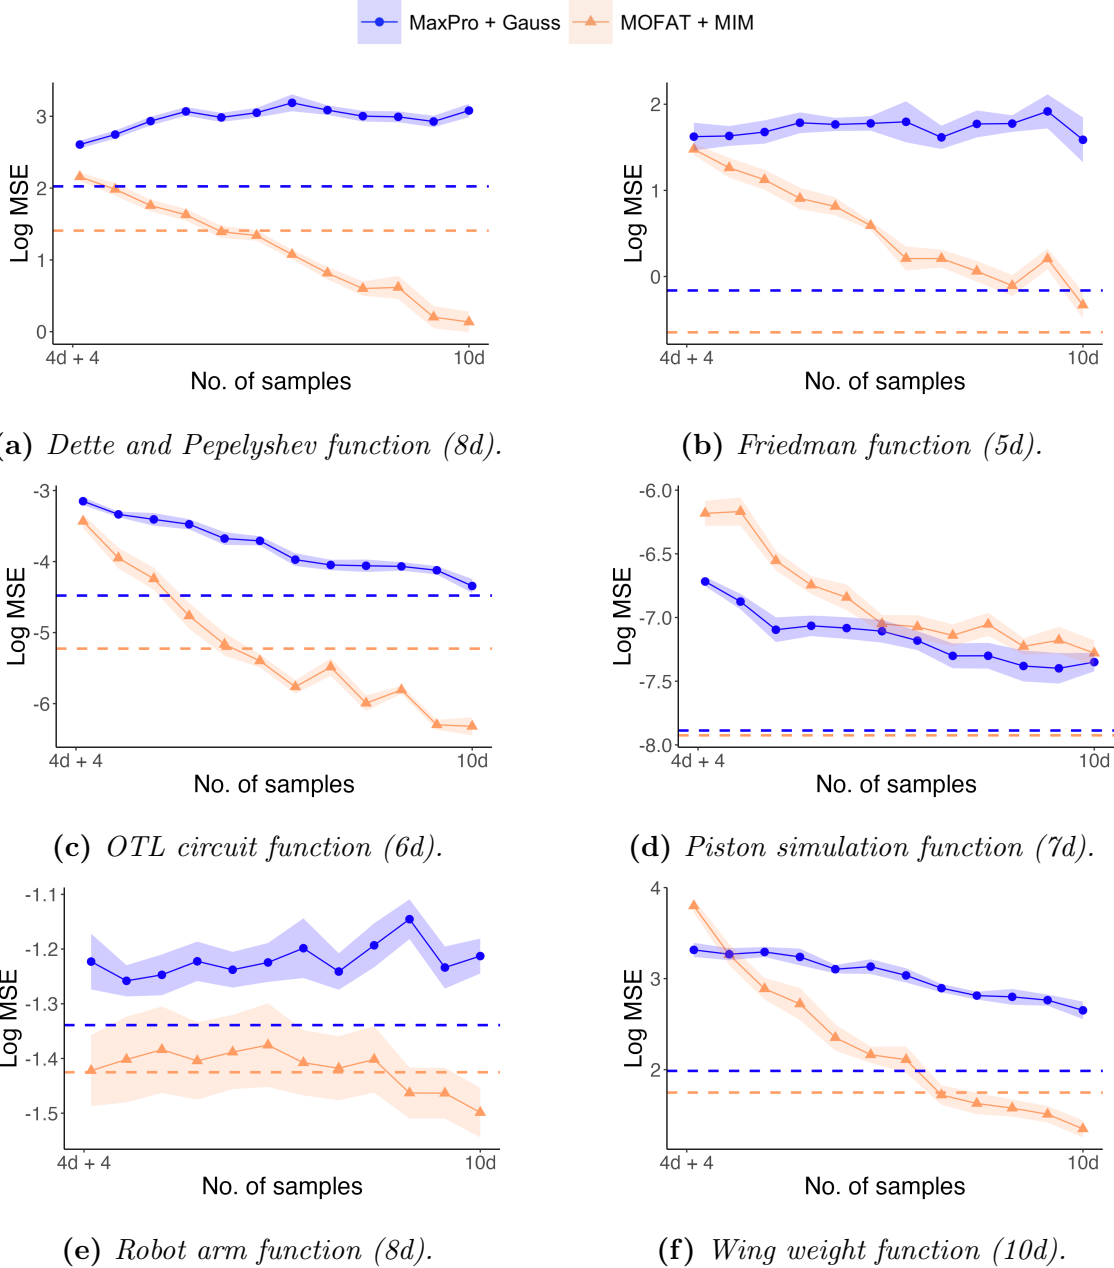 MaxPro + Gauss MOFAT + MIM
3
2
1
0
Log MSE
4d + 4 10d
No. of samples
(a) Dette and Pepelyshev function (8d).
2
1
0
Log MSE
4d + 4 10d
No. of samples
(b) Friedman function (5d).
-3
-4
-5
-6
Log MSE
4d + 4 10d
No. of samples
(c) OTL circuit function (6d).
-6.0
-6.5
-7.0
-7.5
-8.0
Log MSE
4d + 4 10d
No. of samples
(d) Piston simulation function (7d).
-1.1
-1.2
-1.3
-1.4
-1.5
Log MSE
4d + 4 10d
No. of samples
(e) Robot arm function (8d).
4
3
2
Log MSE
4d + 4 10d
No. of samples
(f) Wing weight function (10d).